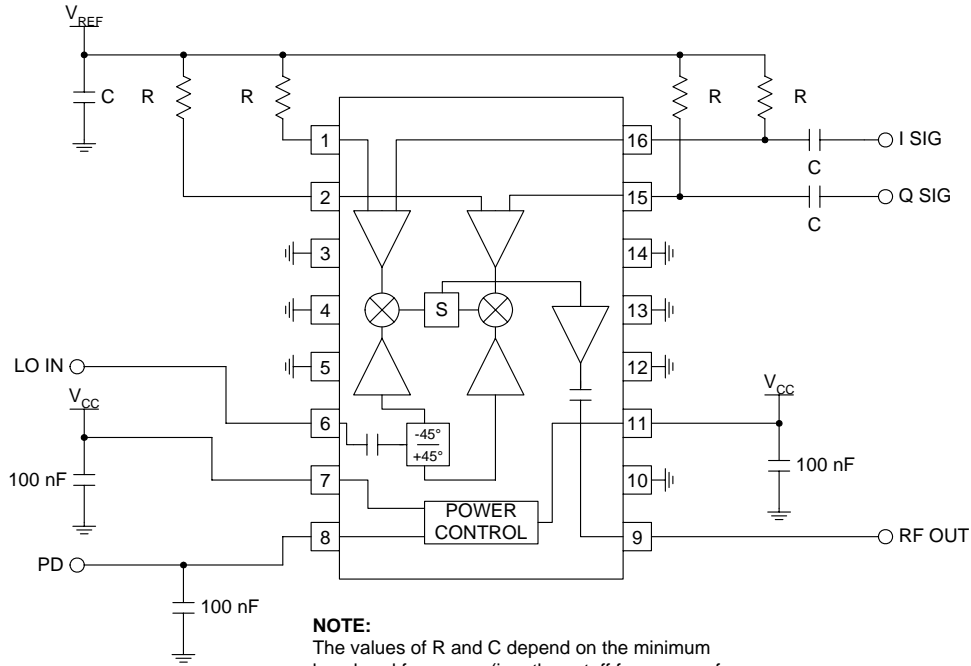 VREF
C
R
R
R
R
1
16
I SIG
C
2
15
Q SIG
C
3
14
4
S
13
LO IN
5
12
VCC
VCC
6
-45°
+45°
11
100 nF
100 nF
7
10
POWER
CONTROL
8
9
RF OUT
PD
100 nF
NOTE:
The values of R and C depend on the minimum